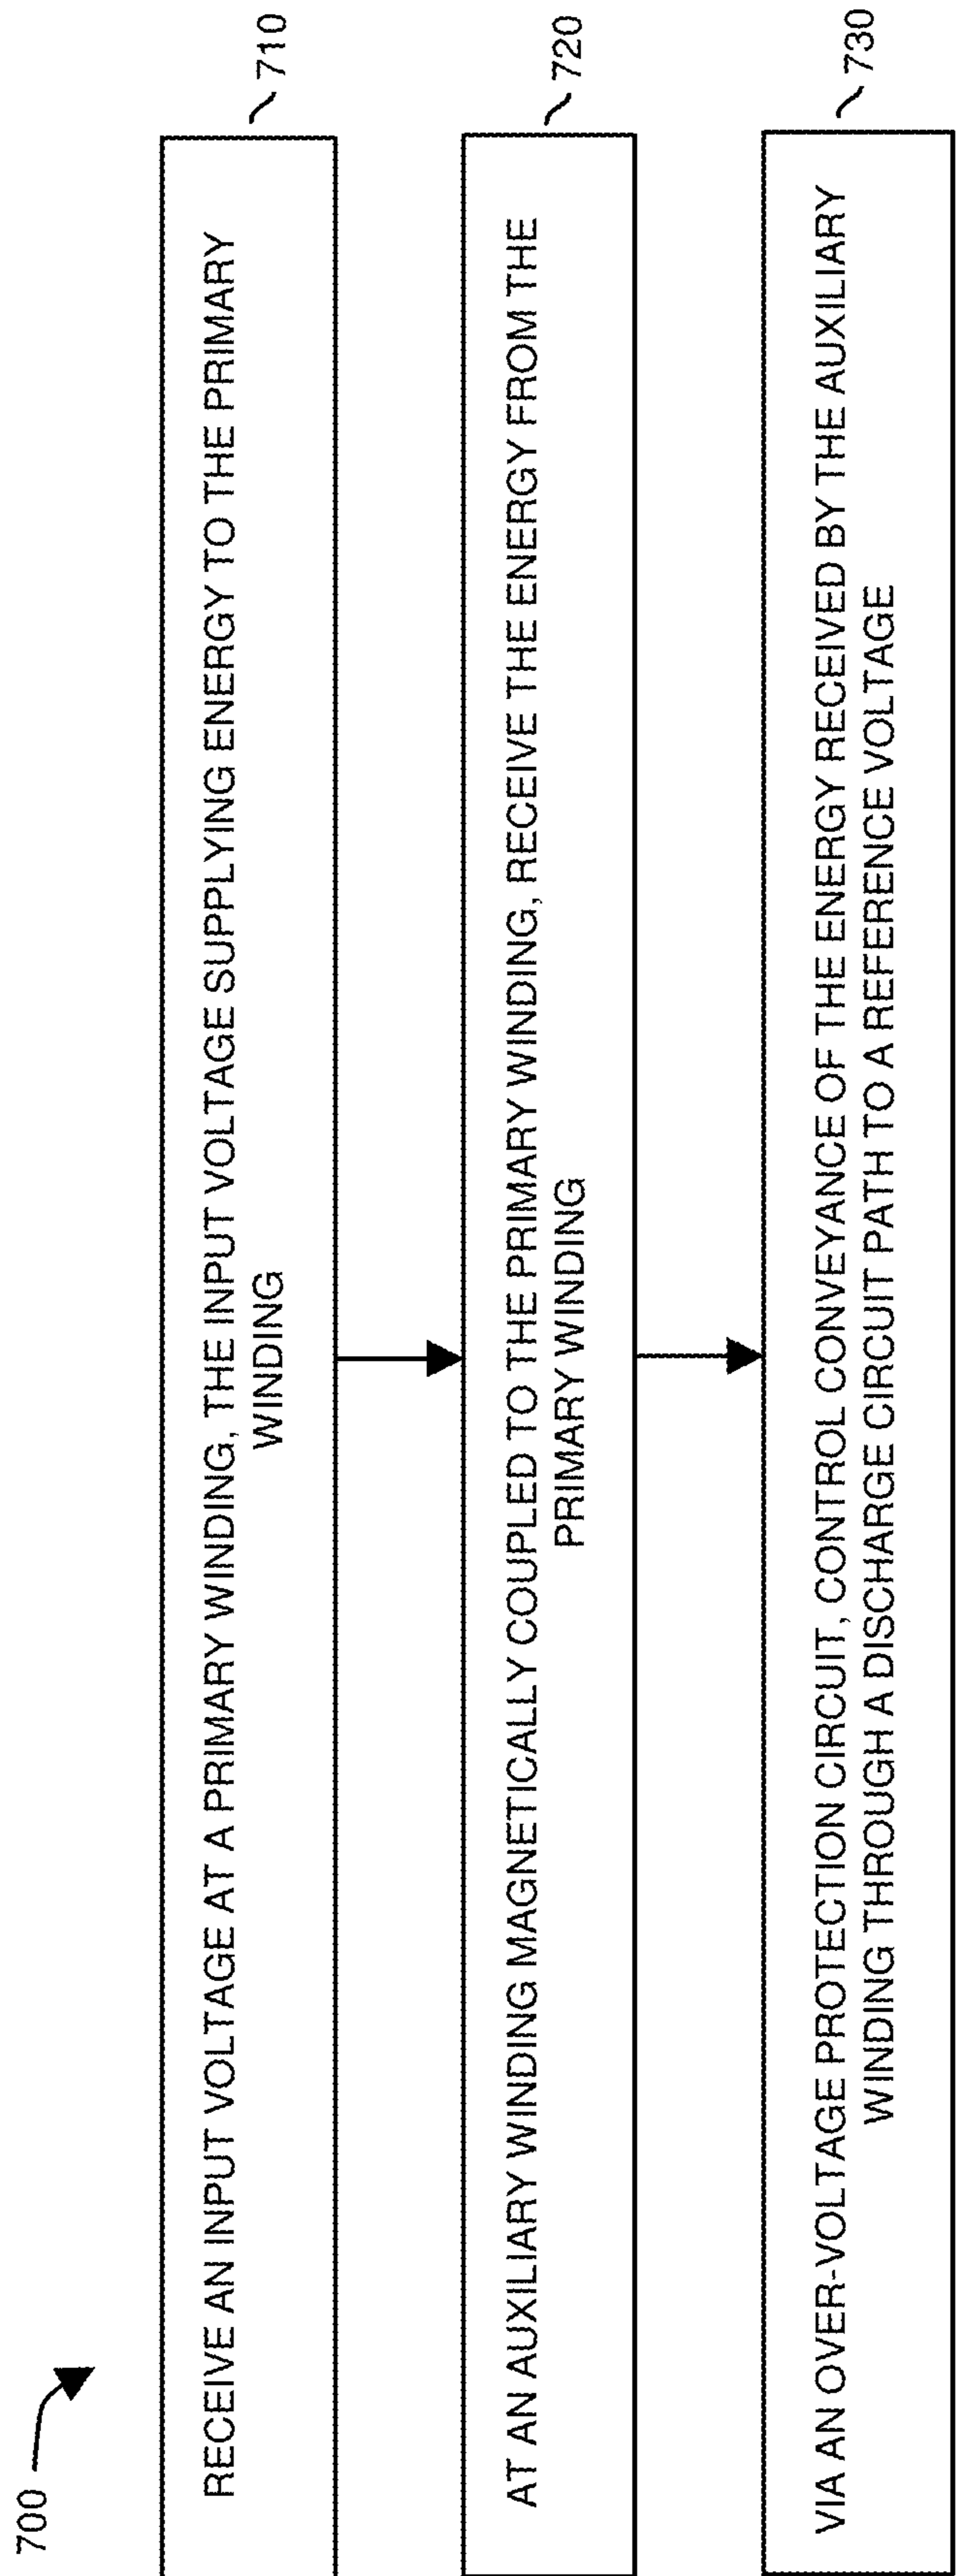 700
RECEIVE AN INPUT VOLTAGE AT A PRIMARY WINDING, THE INPUT VOLTAGE SUPPLYING ENERGY TO THE PRIMARY
WINDING
710
AT AN AUXILIARY WINDING MAGNETICALLY COUPLED TO THE PRIMARY WINDING, RECEIVE THE ENERGY FROM THE
PRIMARY WINDING
720
VIA AN OVER-VOLTAGE PROTECTION CIRCUIT, CONTROL CONVEYANCE OF THE ENERGY RECEIVED BY THE AUXILIARY
WINDING THROUGH A DISCHARGE CIRCUIT PATH TO A REFERENCE VOLTAGE
730